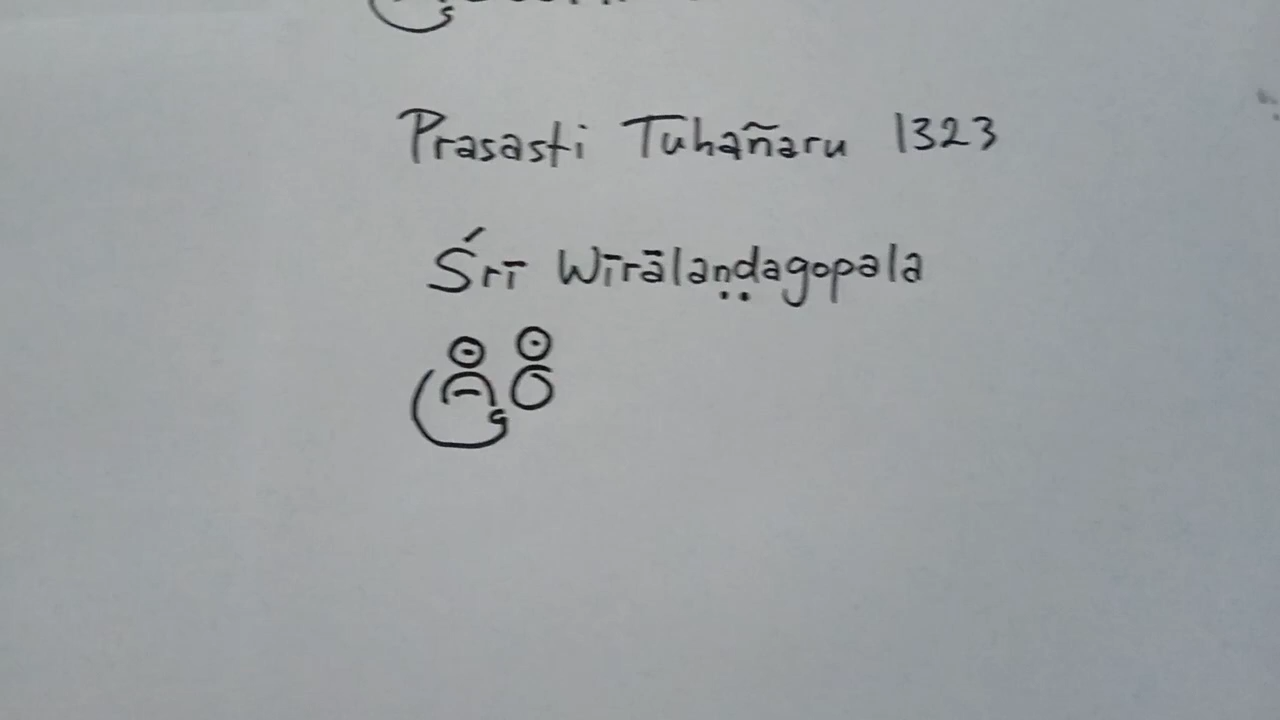 Prasasti Tuhañaru 1323
Śrī Wīrālaṇḍagopala
𑼯𑽂𑼬𑼷 𑼮𑼷